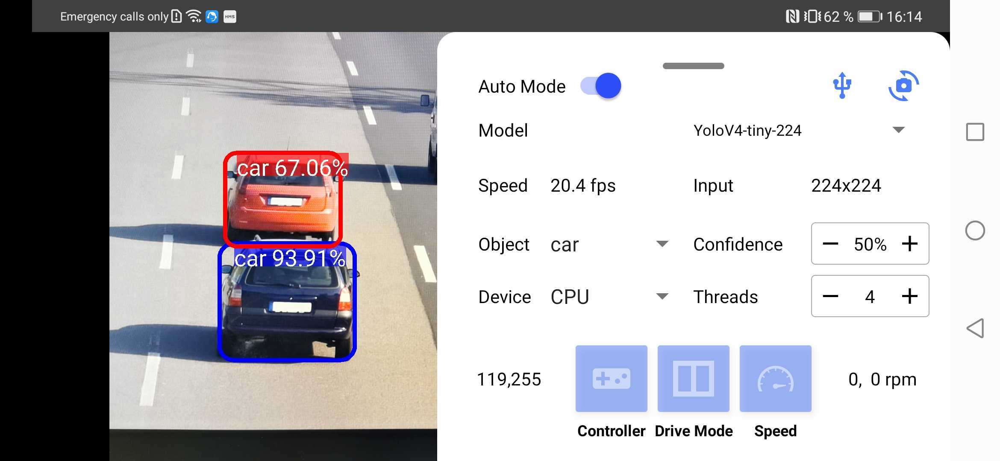 Emergency calls only HMS 62 % 16:14
Auto Mode
Model YoloV4-tiny-224
car 67.06%
Speed 20.4 fps Input 224x224
Object car Confidence 50%
car 93.91%
Device CPU Threads 4
119,255 0, 0 rpm
Controller Drive Mode Speed